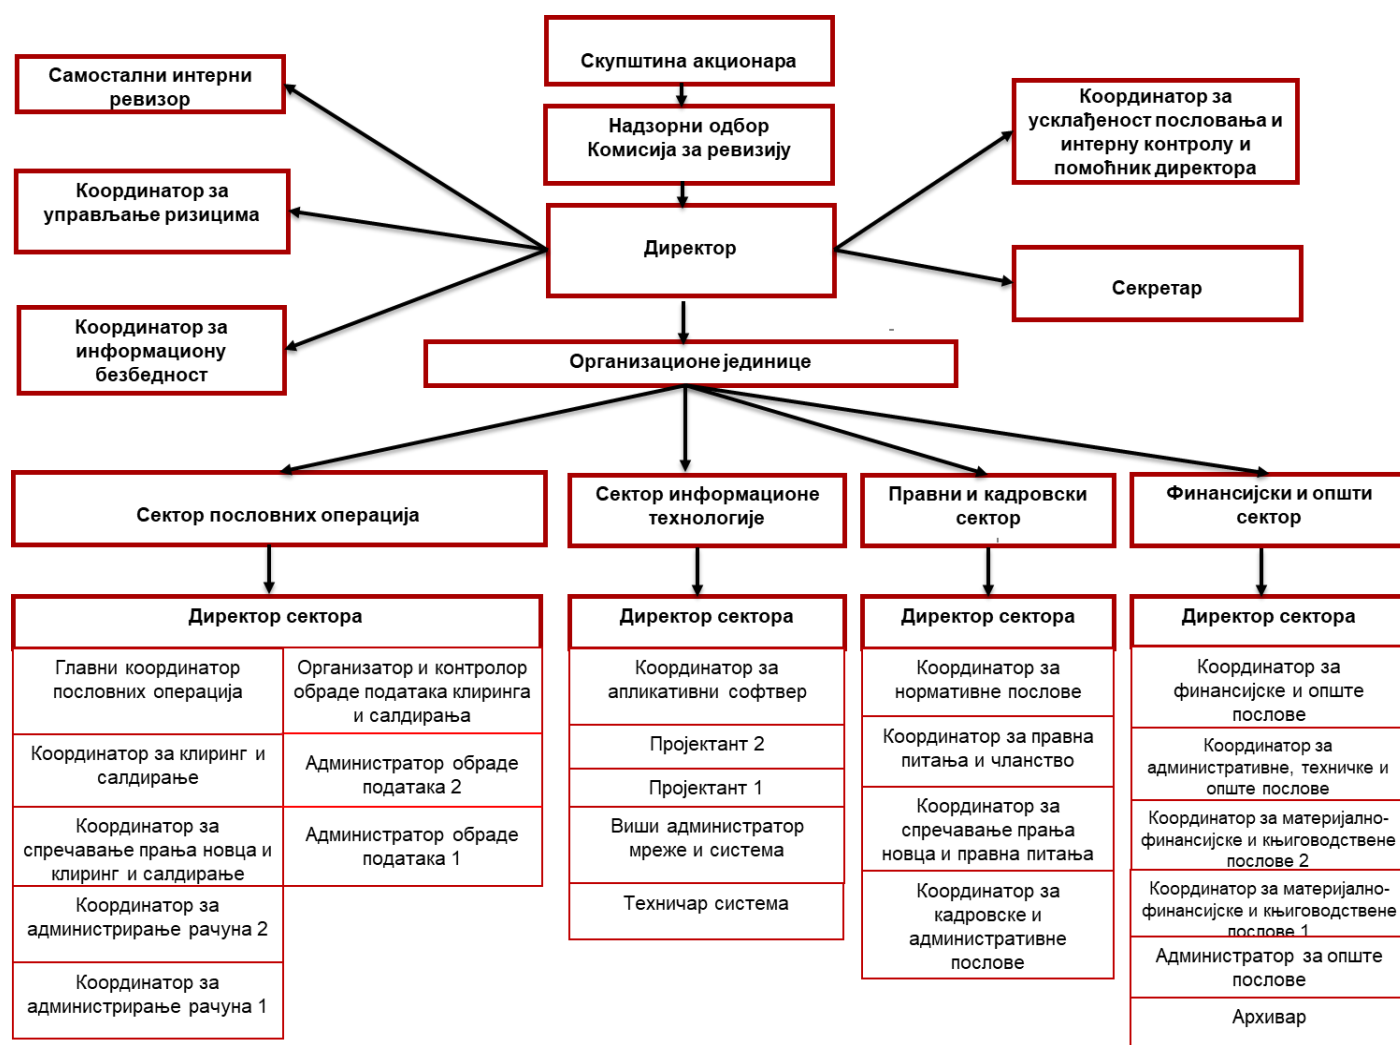 Скупштина акционара
Самостални интерни
ревизор
Надзорни одбор
Комисија за ревизију
Координатор за
усклађеност пословања и
интерну контролу и
помоћник директора
Координатор за
управљање ризицима
Директор
Секретар
Координатор за
информациону
безбедност
Организационе јединице
Сектор пословних операција
Сектор информационе
технологије
Правни и кадровски
сектор
Финансијски и општи
сектор
Директор сектора
Главни координатор
пословних операција
Координатор за клиринг и
салдирање
Координатор за
спречавање прања новца и
клиринг и салдирање
Координатор за
администрирање рачуна 2
Координатор за
администрирање рачуна 1
Организатор и контролор
обраде података клиринга
и салдирања
Администратор обраде
података 2
Администратор обраде
података 1
Директор сектора
Координатор за
апликативни софтвер
Пројектант 2
Пројектант 1
Виши администратор
мреже и система
Техничар система
Директор сектора
Координатор за
нормативне послове
Координатор за правна
питања и чланство
Координатор за
спречавање прања
новца и правна питања
Координатор за
кадровске и
административне
послове
Директор сектора
Координатор за
финансијске и опште
послове
Координатор за
административне, техничке и
опште послове
Координатор за материјално-
финансијске и књиговодствене
послове 2
Координатор за материјално-
финансијске и књиговодствене
послове 1
Администратор за опште
послове
Архивар